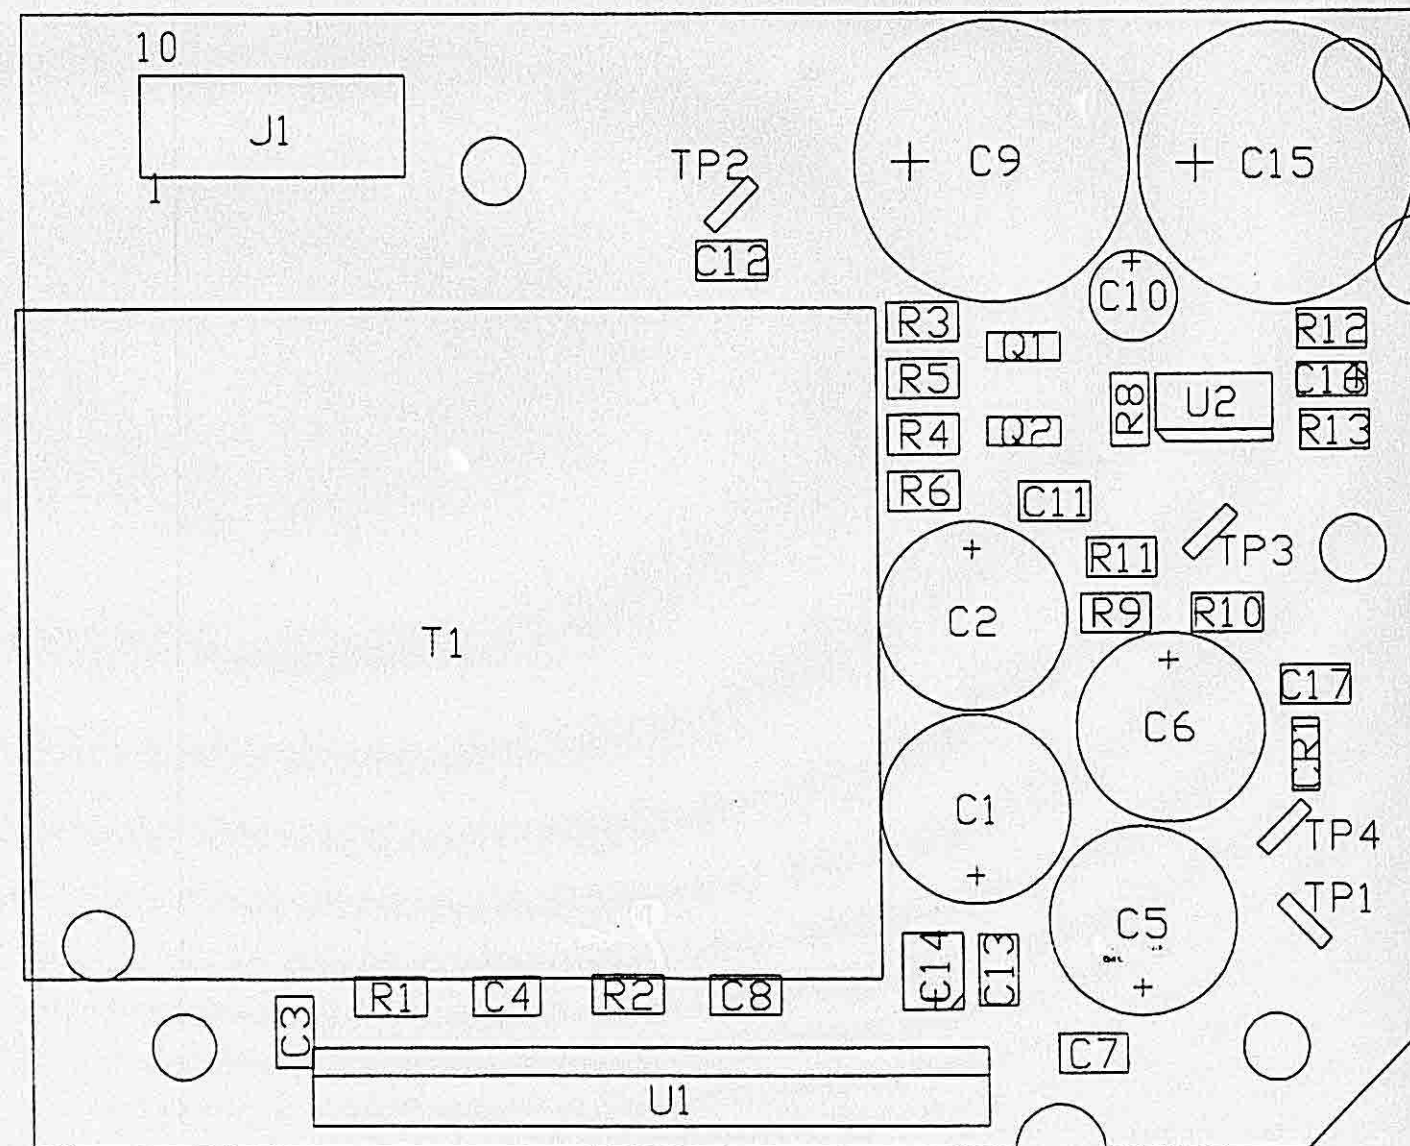 10
J1
1
TP2
C12
+ C9
+ C15
+
C10
R3
Q1
R12
R5
R8
U2
R4
Q2
R13
R6
C11
TP3
R11
+
C2
R9
R10
T1
+
C6
C17
CR1
C1
+
TP4
TP1
C5
+
C14
+
C13
R1
C4
R2
C8
C3
C7
U1